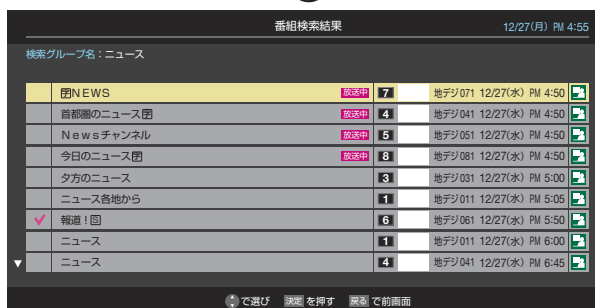 番組検索結果 12/27(月) PM 4:55
検索グループ名：ニュース
字NEWS 放送中 7 地デジ071 12/27(水) PM 4:50
首都圏のニュース字 放送中 4 地デジ041 12/27(水) PM 4:50
Newsチャンネル 放送中 5 地デジ051 12/27(水) PM 4:50
今日のニュース字 放送中 8 地デジ081 12/27(水) PM 4:50
夕方のニュース 3 地デジ031 12/27(水) PM 5:00
ニュース各地から 1 地デジ011 12/27(水) PM 5:05
報道！S 6 地デジ061 12/27(水) PM 5:50
ニュース 1 地デジ011 12/27(水) PM 6:00
ニュース 4 地デジ041 12/27(水) PM 6:45
で選び 決定 を押す 戻る で前画面